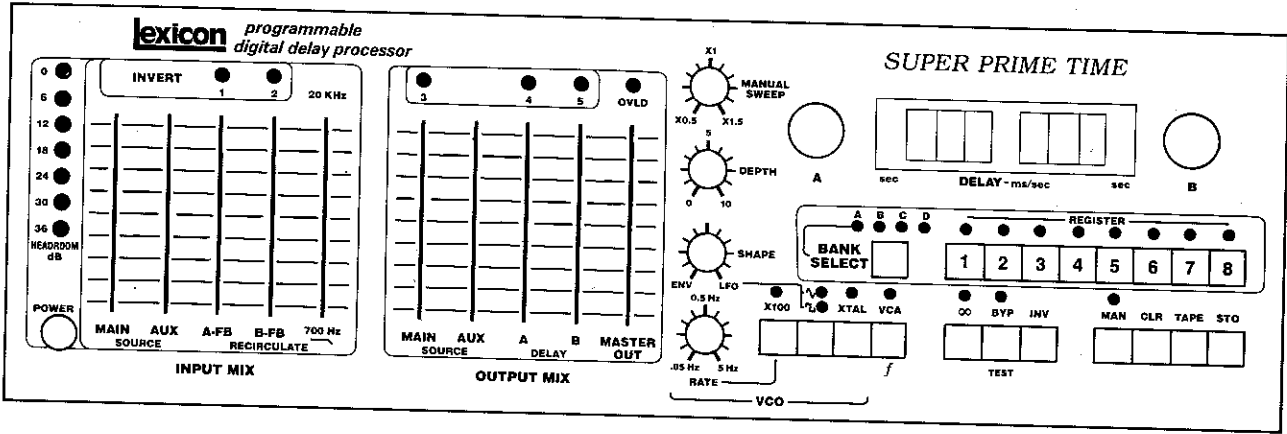 lexicon programmable
digital delay processor
SUPER PRIME TIME
0
6
12
18
24
30
36
HEADROOM
dB
POWER
INVERT 1 2 20 KHz
MAIN AUX A-FB B-FB 700 Hz
SOURCE RECIRCULATE
INPUT MIX
3 4 5 OVLD
MAIN AUX A B MASTER
SOURCE DELAY OUT
OUTPUT MIX
X1
MANUAL
SWEEP
X0.5 X1.5
5
DEPTH
0 10
SHAPE
ENV LFO
0.5 Hz
.05 Hz 5 Hz
RATE
VCO
A
sec DELAY-ms/sec sec
B
A B C D
BANK
SELECT
REGISTER
1 2 3 4 5 6 7 8
X100 XTAL VCA
f
∞ BYP INV
TEST
MAN CLR TAPE STO